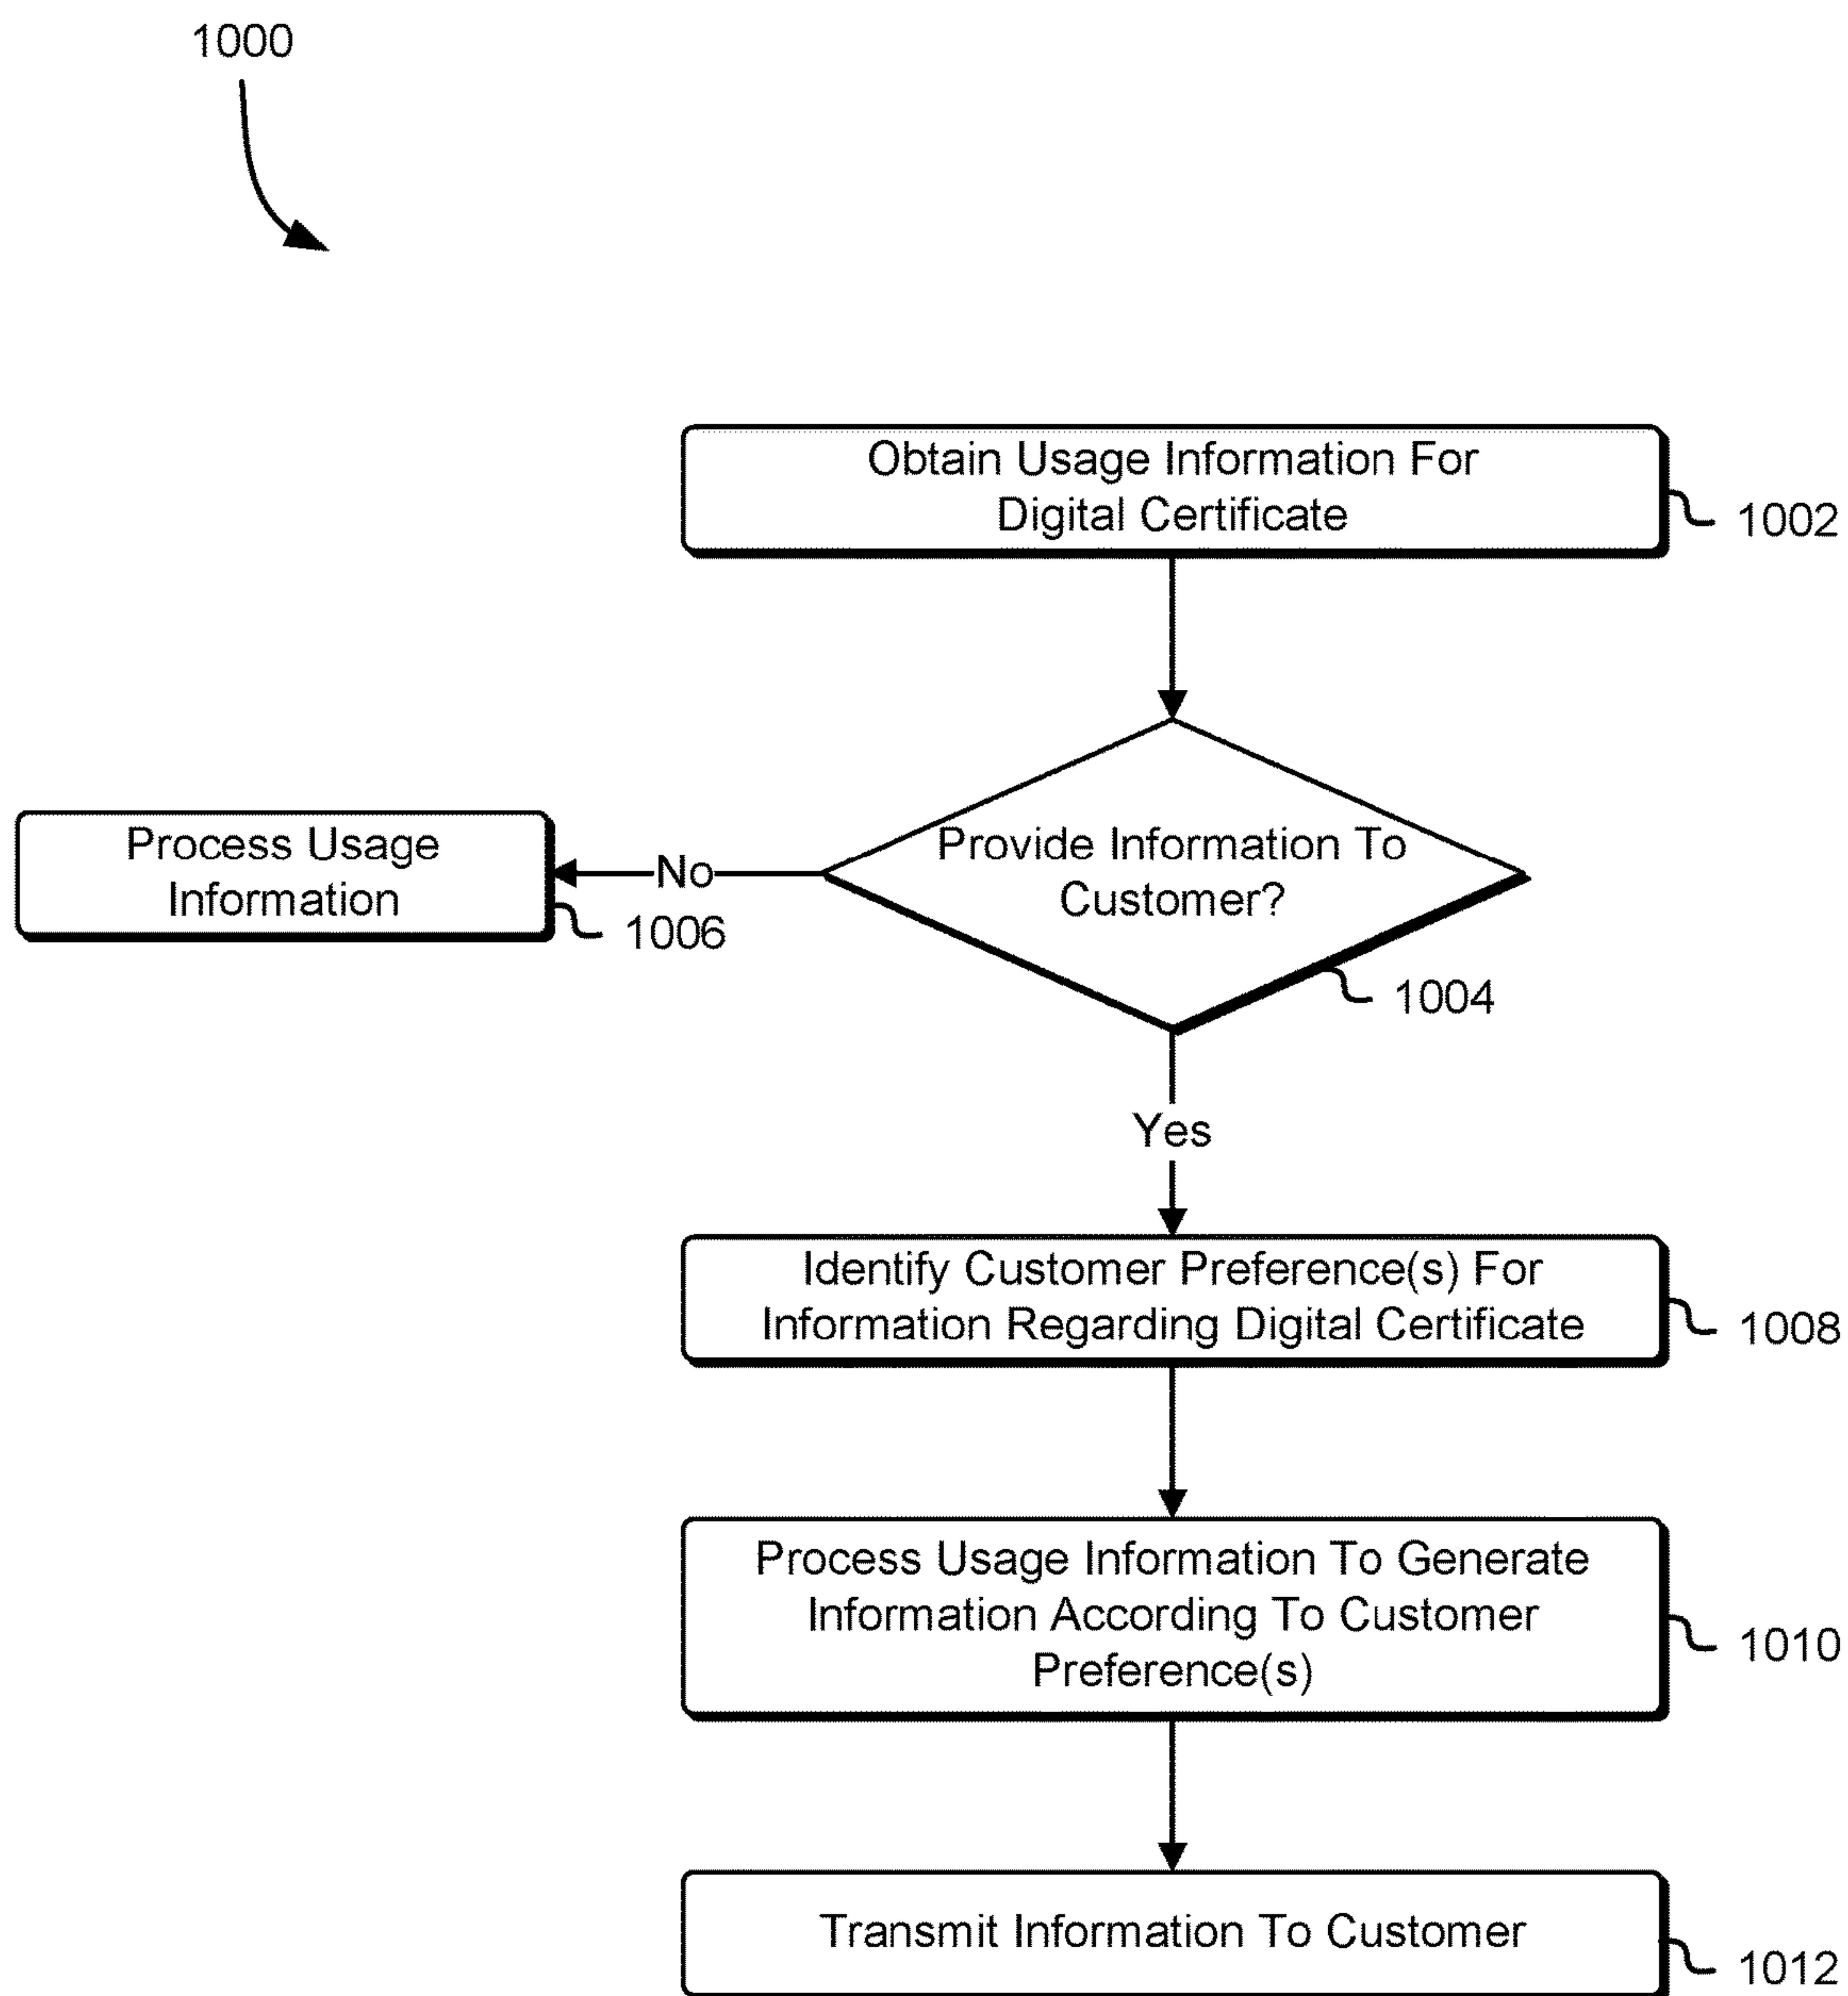 1000
Obtain Usage Information For
Digital Certificate
1002
Provide Information To
Customer?
1004
No
Process Usage
Information
1006
Yes
Identify Customer Preference(s) For
Information Regarding Digital Certificate
1008
Process Usage Information To Generate
Information According To Customer
Preference(s)
1010
Transmit Information To Customer
1012